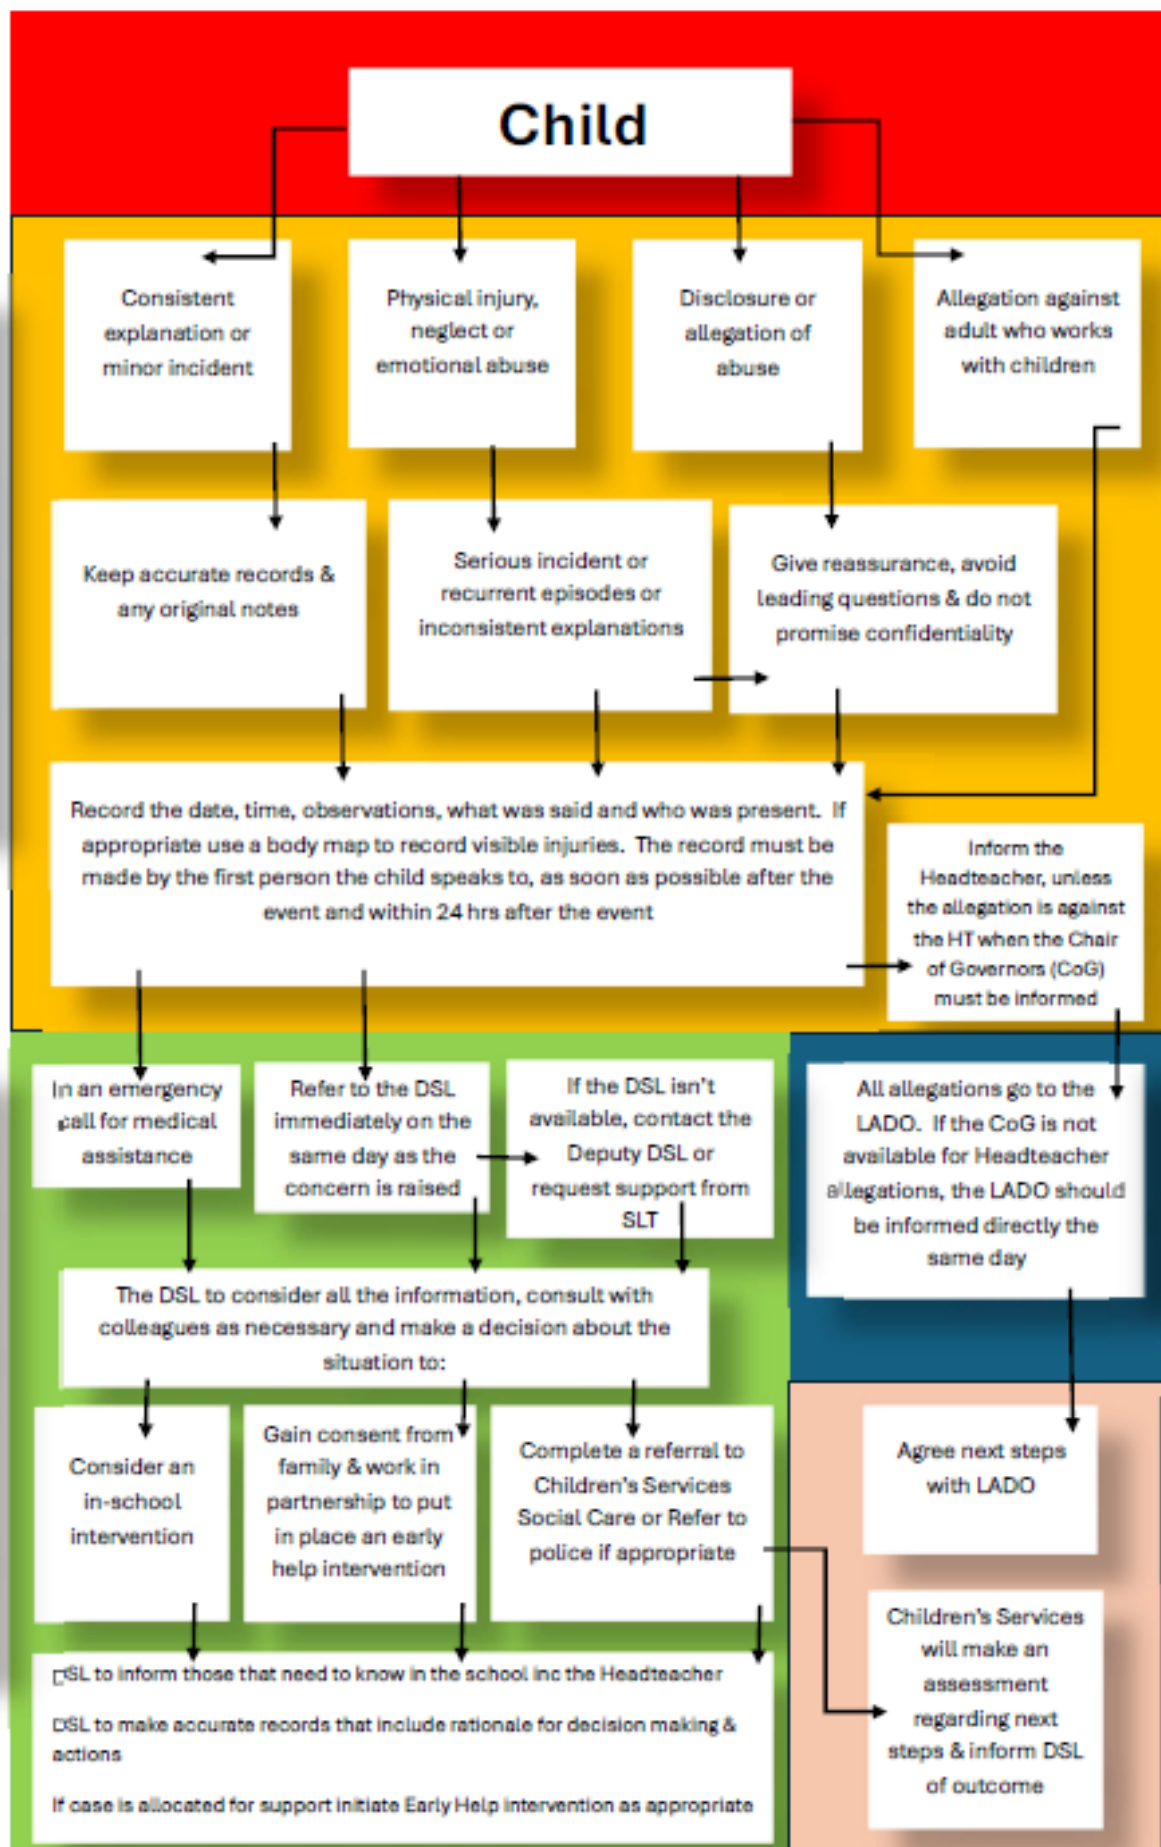 Child
Consistent
explanation or
minor incident
Physical injury,
neglect or
emotional abuse
Disclosure or
allegation of
abuse
Allegation against
adult who works
with children
Keep accurate records &
any original notes
Serious incident or
recurrent episodes or
inconsistent explanations
Give reassurance, avoid
leading questions & do not
promise confidentiality
Record the date, time, observations, what was said and who was present.  If
appropriate use a body map to record visible injuries.  The record must be
made by the first person the child speaks to, as soon as possible after the
event and within 24 hrs after the event
Inform the
Headteacher, unless
the allegation is against
the HT when the Chair
of Governors (CoG)
must be informed
In an emergency
call for medical
assistance
Refer to the DSL
immediately on the
same day as the
concern is raised
If the DSL isn't
available, contact the
Deputy DSL or
request support from
SLT
All allegations go to the
LADO.  If the CoG is not
available for Headteacher
allegations, the LADO should
be informed directly the
same day
The DSL to consider all the information, consult with
colleagues as necessary and make a decision about the
situation to:
Consider an
in-school
intervention
Gain consent from
family & work in
partnership to put
in place an early
help intervention
Complete a referral to
Children's Services
Social Care or Refer to
police if appropriate
Agree next steps
with LADO
Children's Services
will make an
assessment
regarding next
steps & inform DSL
of outcome
DSL to inform those that need to know in the school inc the Headteacher
DSL to make accurate records that include rationale for decision making &
actions
If case is allocated for support initiate Early Help intervention as appropriate